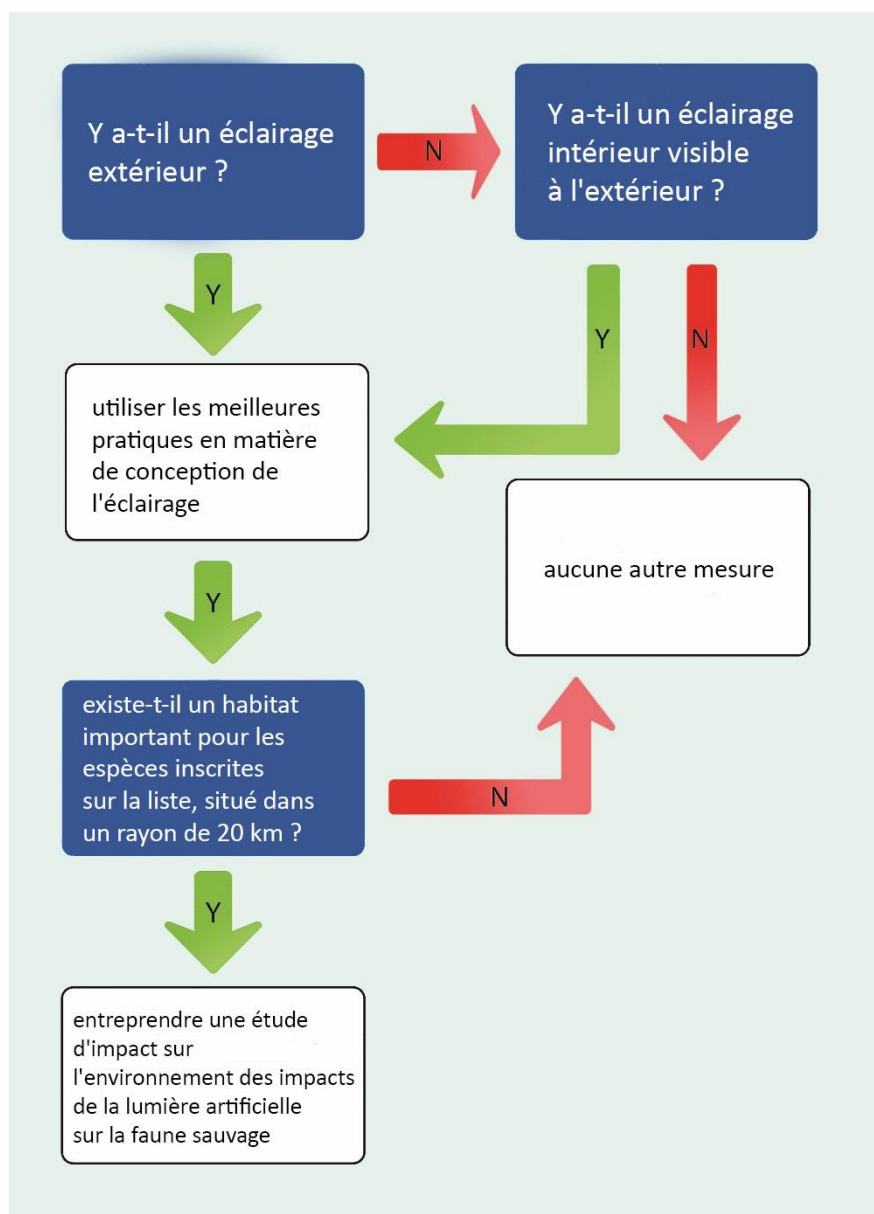 Y a-t-il un éclairage
extérieur ?
N
Y a-t-il un éclairage
intérieur visible
à l'extérieur ?
Y
Y
N
utiliser les meilleures
pratiques en matière
de conception de
l'éclairage
aucune autre mesure
Y
existe-t-il un habitat
important pour les
espèces inscrites
sur la liste, situé dans
un rayon de 20 km ?
N
Y
entreprendre une étude
d'impact sur
l'environnement des impacts
de la lumière artificielle
sur la faune sauvage